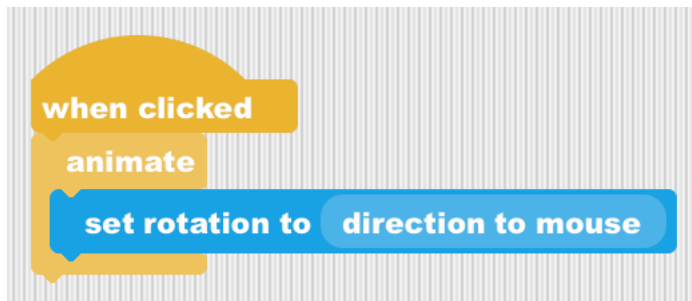 when clicked
animate
set rotation to direction to mouse